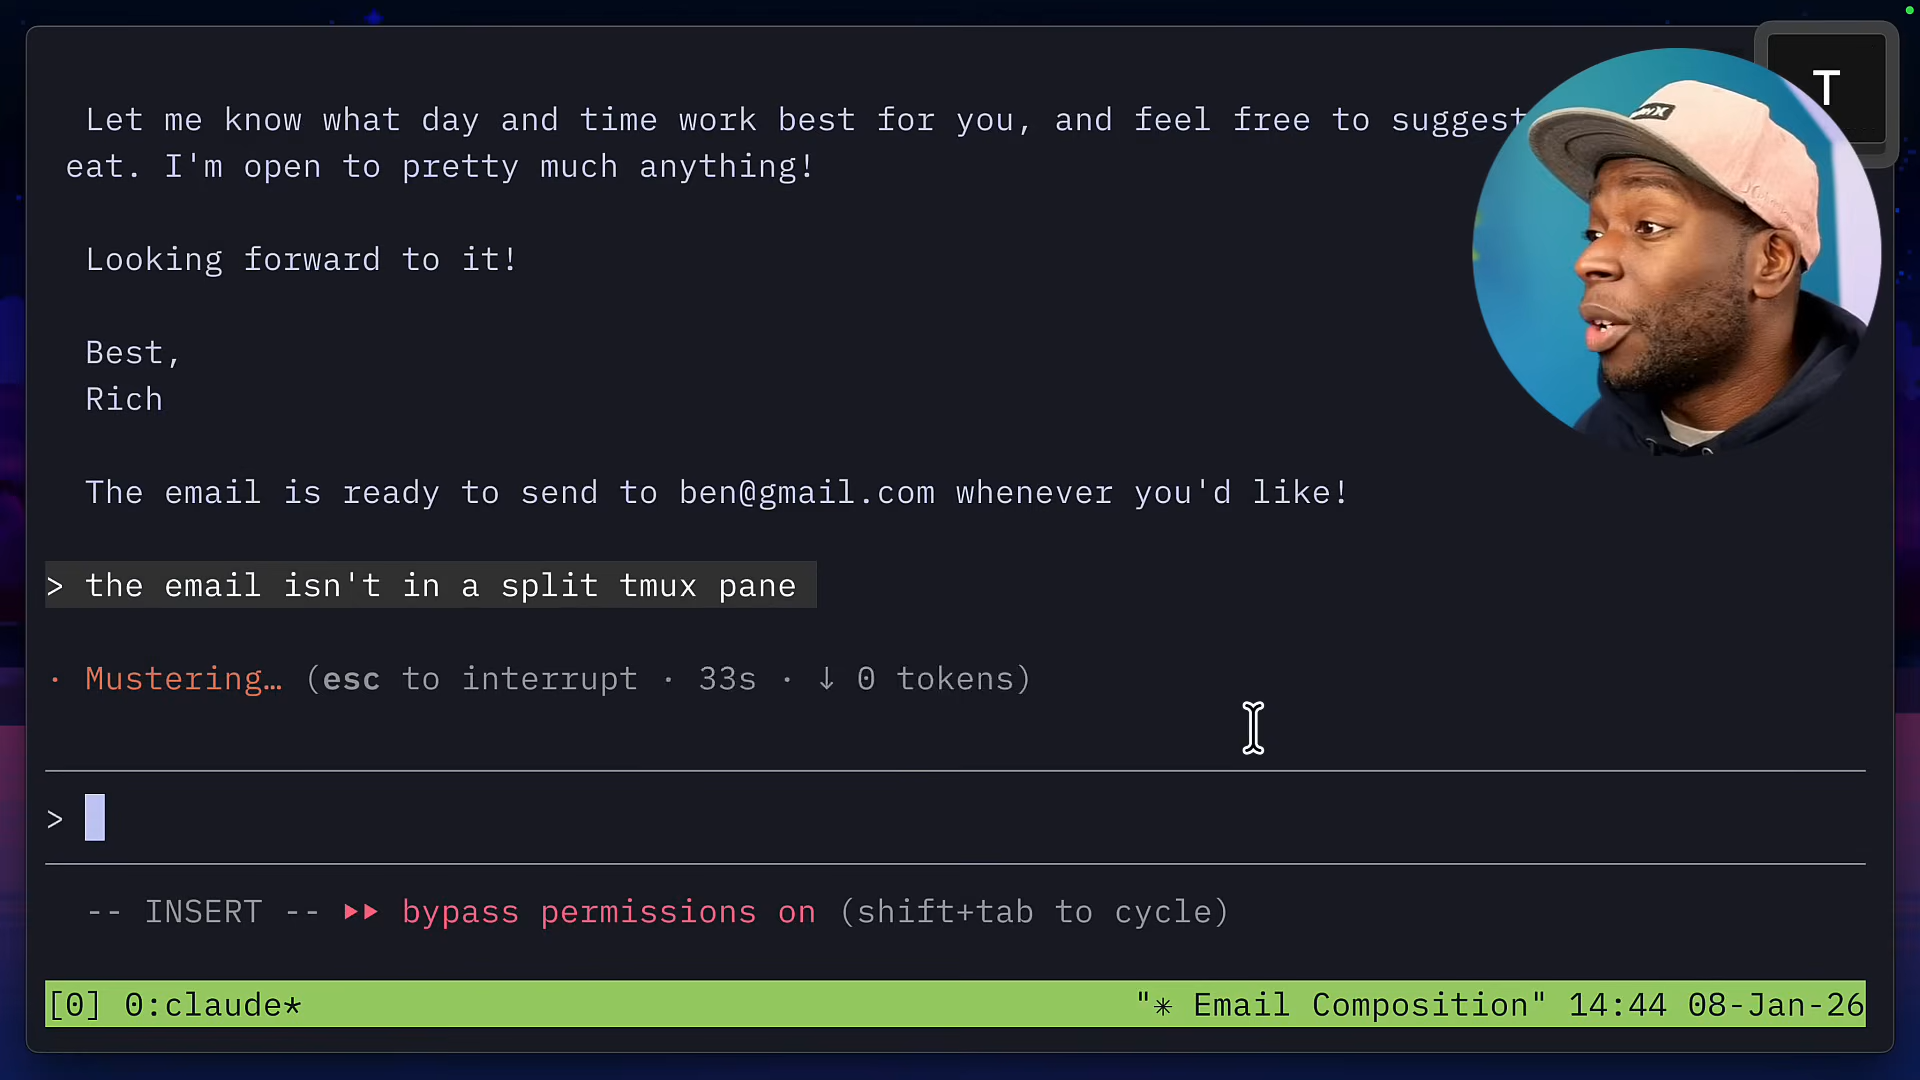 T
Let me know what day and time work best for you, and feel free to suggest
eat. I'm open to pretty much anything!
Looking forward to it!
Best,
Rich
The email is ready to send to ben@gmail.com whenever you'd like!
> the email isn't in a split tmux pane
· Mustering… (esc to interrupt · 33s · ↓ 0 tokens)
>
-- INSERT -- ⏵⏵ bypass permissions on (shift+tab to cycle)
[0] 0:claude* "✳ Email Composition" 14:44 08-Jan-26